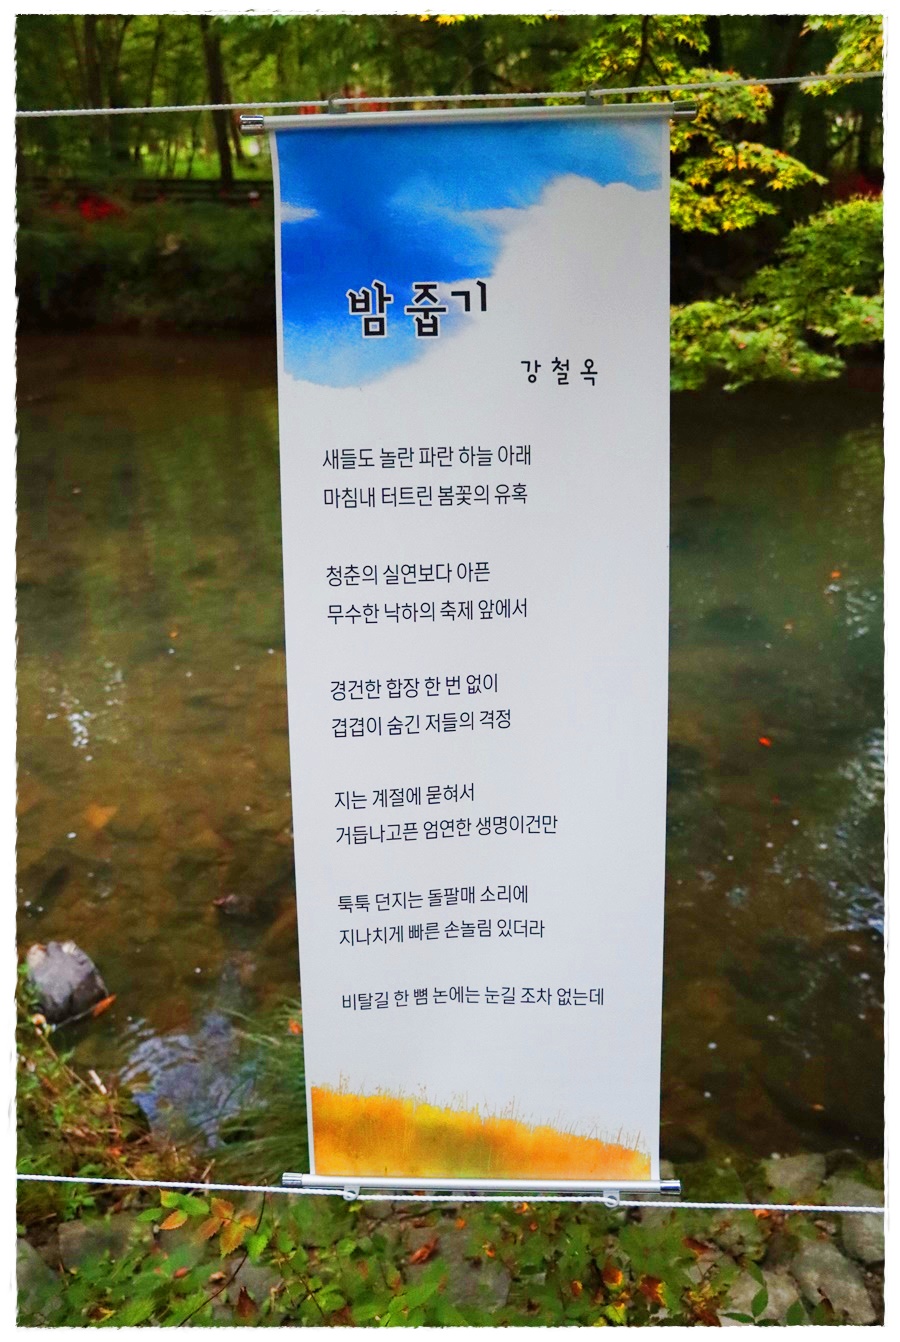 밤 줍기
강철옥
새들도 놀란 파란 하늘 아래
마침내 터트린 봄꽃의 유혹
청춘의 실연보다 아픈
무수한 낙하의 축제 앞에서
경건한 합장 한 번 없이
겹겹이 숨긴 저들의 격정
지는 계절에 묻혀서
거듭나고픈 엄연한 생명이건만
툭툭 던지는 돌팔매 소리에
지나치게 빠른 손놀림 있더라
비탈길 한 뼘 논에는 눈길 조차 없는데